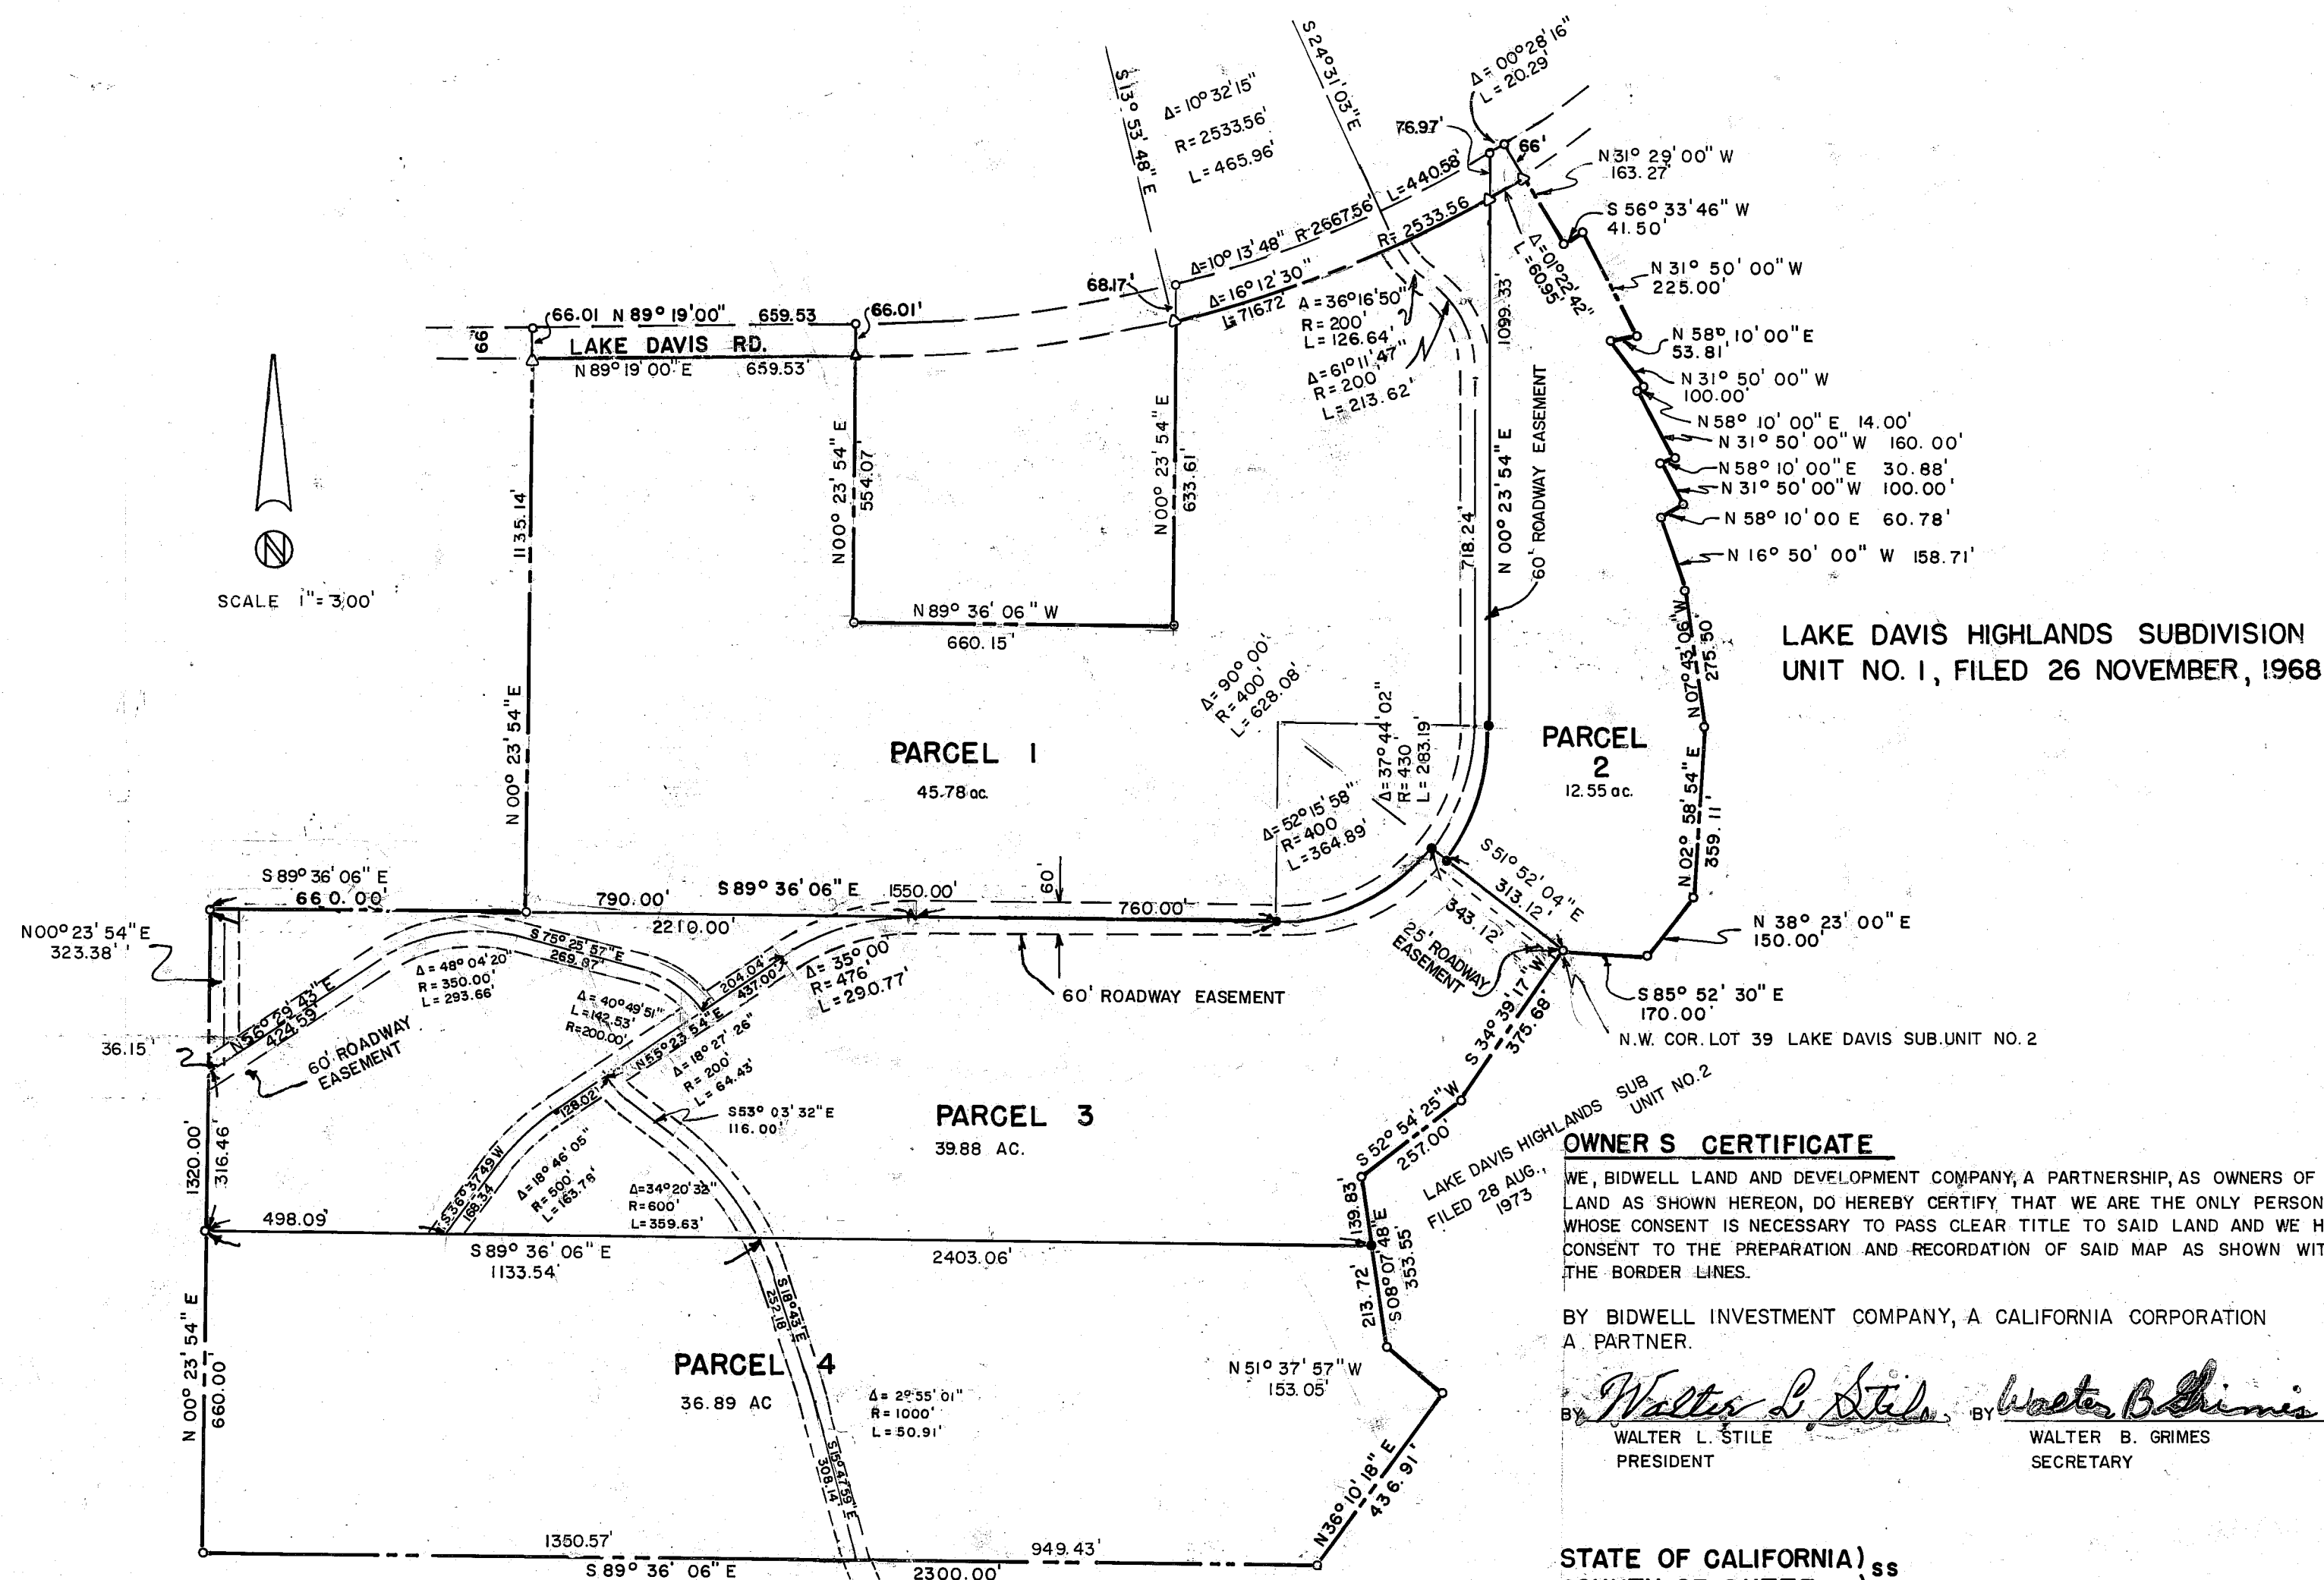 S 24° 31' 03" E
Δ= 00° 28' 16"
L= 20.29'
S 13° 53' 48" E
Δ= 10° 32' 15"
R= 2533.56'
L= 465.96'
76.97'
66'
N 31° 29' 00" W
163.27'
S 56° 33' 46" W
41.50'
N 31° 50' 00" W
225.00'
N 58° 10' 00" E
53.81'
N 31° 50' 00" W
100.00'
N 58° 10' 00" E 14.00'
N 31° 50' 00" W 160.00'
N 58° 10' 00" E 30.88'
N 31° 50' 00" W 100.00'
N 58° 10' 00 E 60.78'
N 16° 50' 00" W 158.71'
L= 440.58'
Δ=10° 13' 48" R-2667.56'
R= 2533.56
Δ= 16° 12' 30"
L=716.72'
Δ=01° 22' 42"
L=60.95'
68.17'
66.01 N 89° 19' 00" 659.53
66.01'
66'
LAKE DAVIS RD.
N 89° 19' 00" E 659.53'
Δ = 36° 16' 50"
R = 200'
L = 126.64'
Δ= 61° 11' 47"
R= 200'
L= 213.62'
1099.33'
60' ROADWAY EASEMENT
N 00° 23' 54" E
718.24'
N00° 23' 54" E
554.07'
N 00° 23' 54" E
633.61'
1135.14'
N 00° 23' 54" E
SCALE 1"= 300'
N
N 89° 36' 06" W
660.15'
LAKE DAVIS HIGHLANDS SUBDIVISION
UNIT NO. 1, FILED 26 NOVEMBER, 1968
N07° 43' 06" W
275.50'
Δ= 90° 00'
R= 400'
L= 628.08'
Δ= 37° 44' 02"
R= 430'
L= 283.19'
PARCEL 1
45.78 ac.
PARCEL
2
12.55 ac.
N 02° 58' 54" E
359.11'
Δ= 52° 15' 58"
R= 400
L= 364.89'
S 51° 52' 04" E
313.12'
343.12'
25' ROADWAY
EASEMENT
S 89° 36' 06" E
660.00'
790.00'
S 89° 36' 06" E
1550.00'
60'
760.00'
2210.00'
N 38° 23' 00" E
150.00'
N00° 23' 54" E
323.38'
S 75° 25' 57" E
269.87'
Δ = 48° 04' 20"
R = 350.00'
L = 293.66'
204.04'
437.00'
Δ= 35° 00'
R= 476'
L= 290.77'
60' ROADWAY EASEMENT
S 85° 52' 30" E
170.00'
N.W. COR. LOT 39 LAKE DAVIS SUB. UNIT NO. 2
S 34° 39' 17" W
375.68'
36.15'
N56° 29' 43" E
424.59'
60' ROADWAY
EASEMENT
Δ= 40° 49' 51"
L=142.53'
R=200.00'
N 55° 23' 54" E
Δ= 18° 27' 26"
R= 200'
L= 64.43'
128.02'
S53° 03' 32" E
116.00'
PARCEL 3
39.88 AC.
S 52° 54' 25" W
257.00'
LAKE DAVIS HIGHLANDS SUB
UNIT NO. 2
FILED 28 AUG.,
1973
1320.00'
316.46'
S 36° 37' 49 W
168.34
Δ= 18° 46' 05"
R= 500'
L= 163.78'
Δ=34° 20' 32"
R=600'
L=359.63'
498.09'
S 89° 36' 06" E
1133.54'
2403.06'
139.83'
213.72'
S 08° 07' 48" E
353.55'
OWNER S CERTIFICATE
WE, BIDWELL LAND AND DEVELOPMENT COMPANY, A PARTNERSHIP, AS OWNERS OF
LAND AS SHOWN HEREON, DO HEREBY CERTIFY THAT WE ARE THE ONLY PERSON
WHOSE CONSENT IS NECESSARY TO PASS CLEAR TITLE TO SAID LAND AND WE H
CONSENT TO THE PREPARATION AND RECORDATION OF SAID MAP AS SHOWN WIT
THE BORDER LINES.
BY BIDWELL INVESTMENT COMPANY, A CALIFORNIA CORPORATION
A PARTNER.
N 00° 23' 54" E
660.00'
S 18° 43' E
252.18
PARCEL 4
36.89 AC
Δ= 2° 55' 01"
R= 1000'
L= 50.91'
S 15° 47' 59" E
308.14'
N 51° 37' 57" W
153.05'
N 36° 10' 18" E
436.91'
BY Walter L. Stile BY Walter B. Grimes
WALTER L. STILE WALTER B. GRIMES
PRESIDENT SECRETARY
1350.57'
949.43'
S 89° 36' 06" E
2300.00'
STATE OF CALIFORNIA) ss